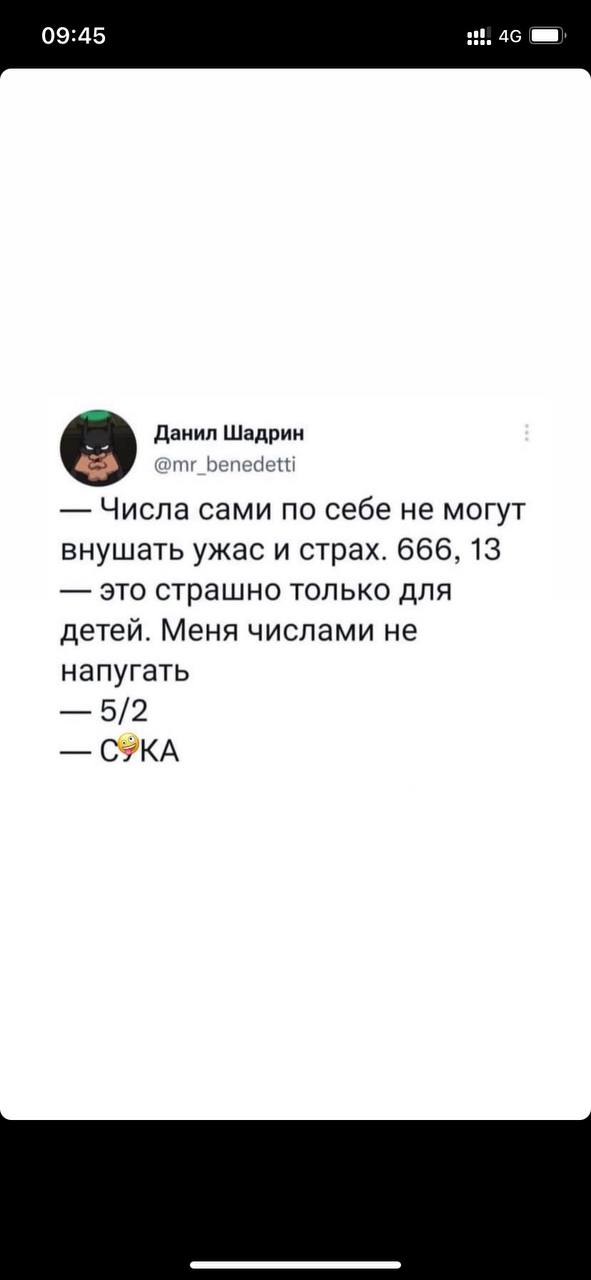 09:45
4G
Данил Шадрин
@mr_benedetti
— Числа сами по себе не могут
внушать ужас и страх. 666, 13
— это страшно только для
детей. Меня числами не
напугать
— 5/2
— С🤪КА